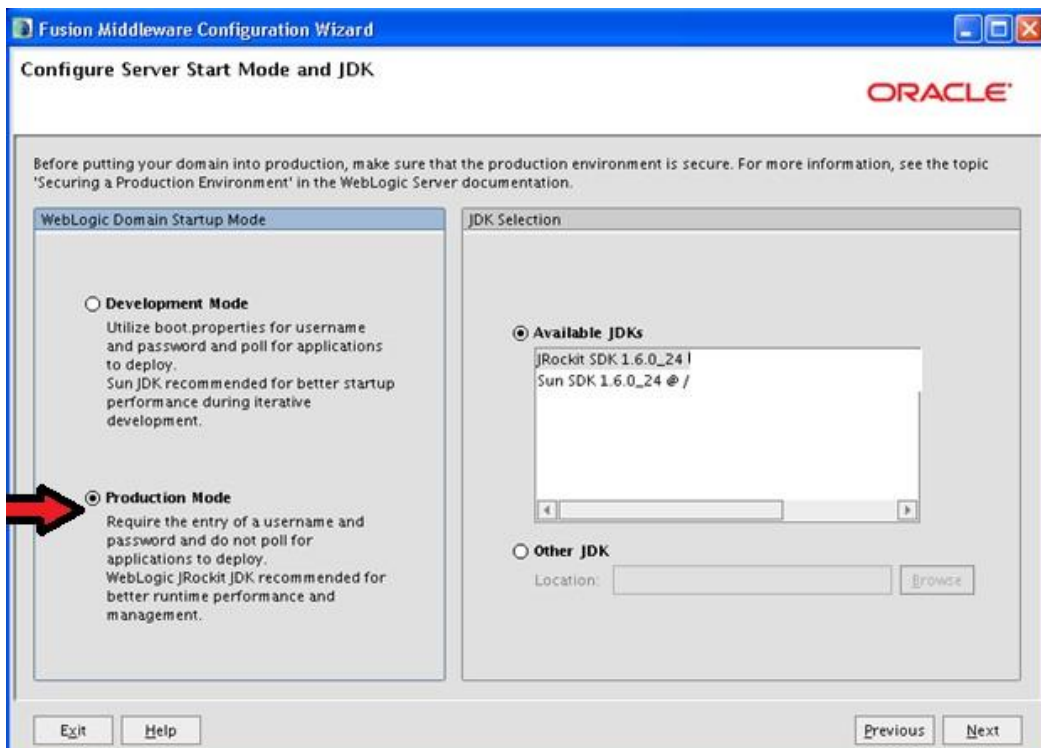 Fusion Middleware Configuration Wizard
Configure Server Start Mode and JDK
ORACLE
Before putting your domain into production, make sure that the production environment is secure. For more information, see the topic
'Securing a Production Environment' in the WebLogic Server documentation.
WebLogic Domain Startup Mode
Development Mode
Utilize boot.properties for username
and password and poll for applications
to deploy.
Sun JDK recommended for better startup
performance during iterative
development.
Production Mode
Require the entry of a username and
password and do not poll for
applications to deploy.
WebLogic JRockit JDK recommended for
better runtime performance and
management.
JDK Selection
Available JDKs
JRockit SDK 1.6.0_24
Sun SDK 1.6.0_24 @ /
Other JDK
Location:
Browse
Exit
Help
Previous
Next